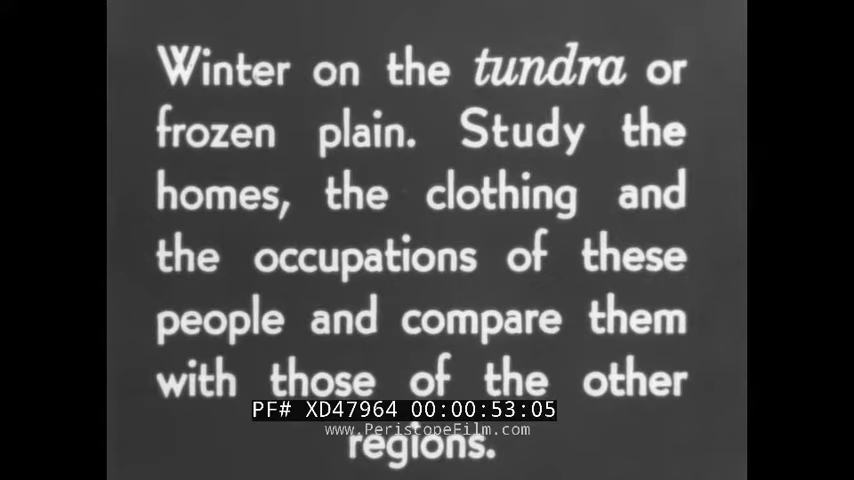 Winter on the tundra or
frozen plain. Study the
homes, the clothing and
the occupations of these
people and compare them
with those of the other
PF# XD47964 00:00:53:05
www.PeriscopeFilm.com
regions.